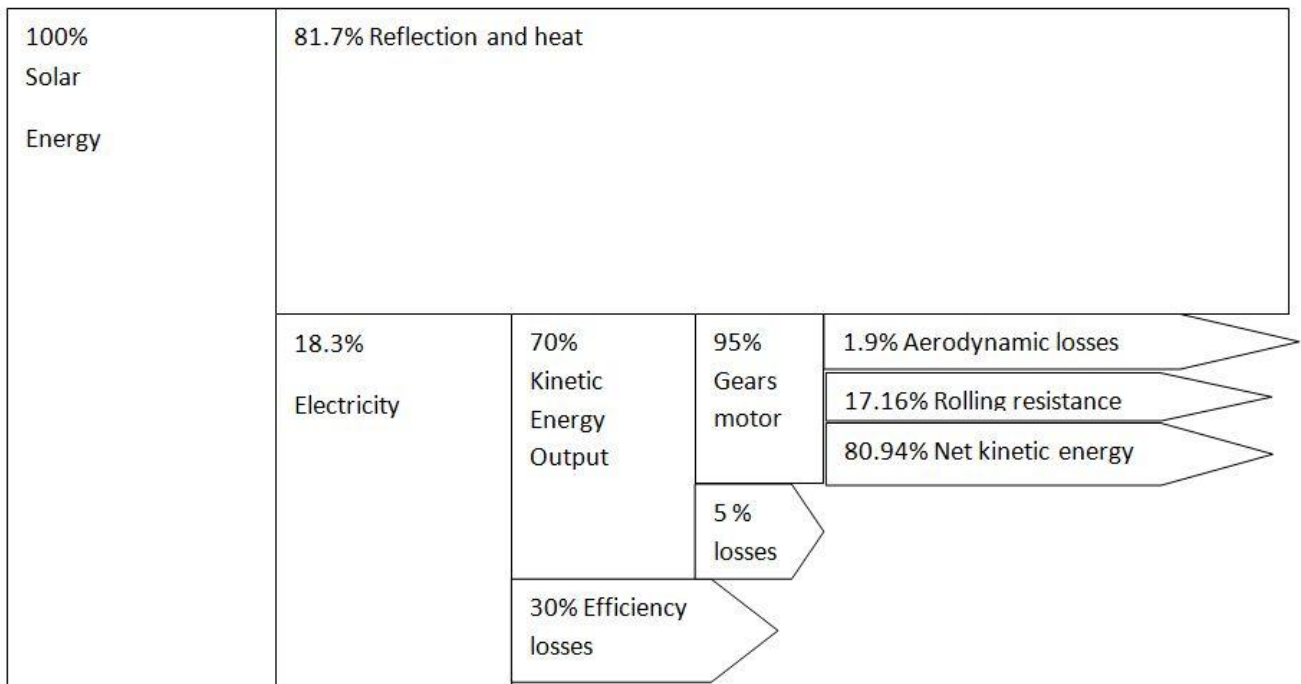 100%
Solar
Energy
81.7% Reflection and heat
18.3%
Electricity
70%
Kinetic
Energy
Output
95%
Gears
motor
1.9% Aerodynamic losses
17.16% Rolling resistance
80.94% Net kinetic energy
5 %
losses
30% Efficiency
losses